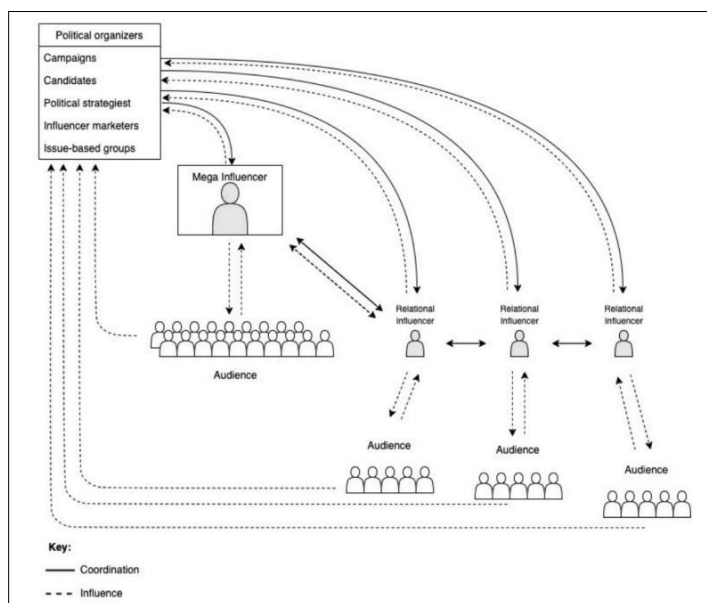 Political organizers
Campaigns
Candidates
Political strategiest
Influencer marketers
Issue-based groups
Mega Influencer
Audience
Relational
Influencer
Relational
Influencer
Relational
Influencer
Audience
Audience
Audience
Key:
Coordination
Influence